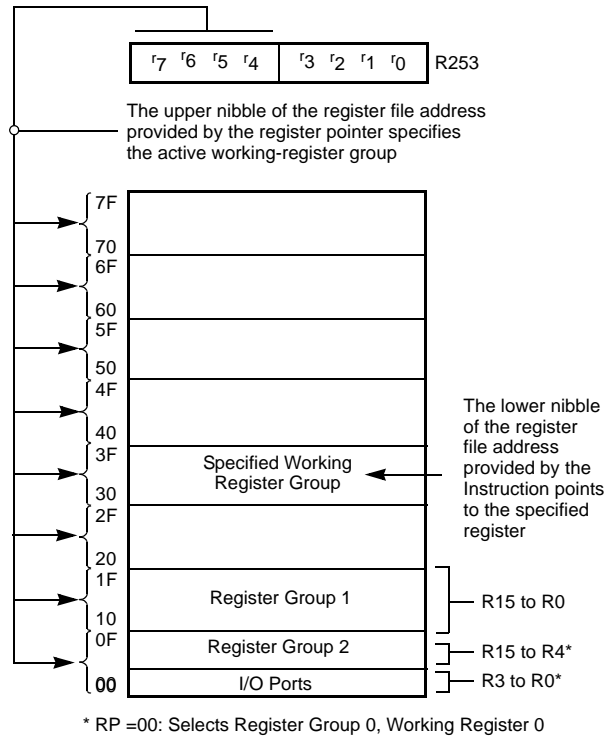 r7 r6 r5 r4 r3 r2 r1 r0 R253
The upper nibble of the register file address
provided by the register pointer specifies
the active working-register group
7F
70
6F
60
5F
50
4F
40
3F
Specified Working
Register Group
30
2F
The lower nibble
of the register
file address
provided by the
Instruction points
to the specified
register
20
1F
Register Group 1
R15 to R0
10
0F
Register Group 2
R15 to R4*
00
I/O Ports
R3 to R0*
* RP =00: Selects Register Group 0, Working Register 0